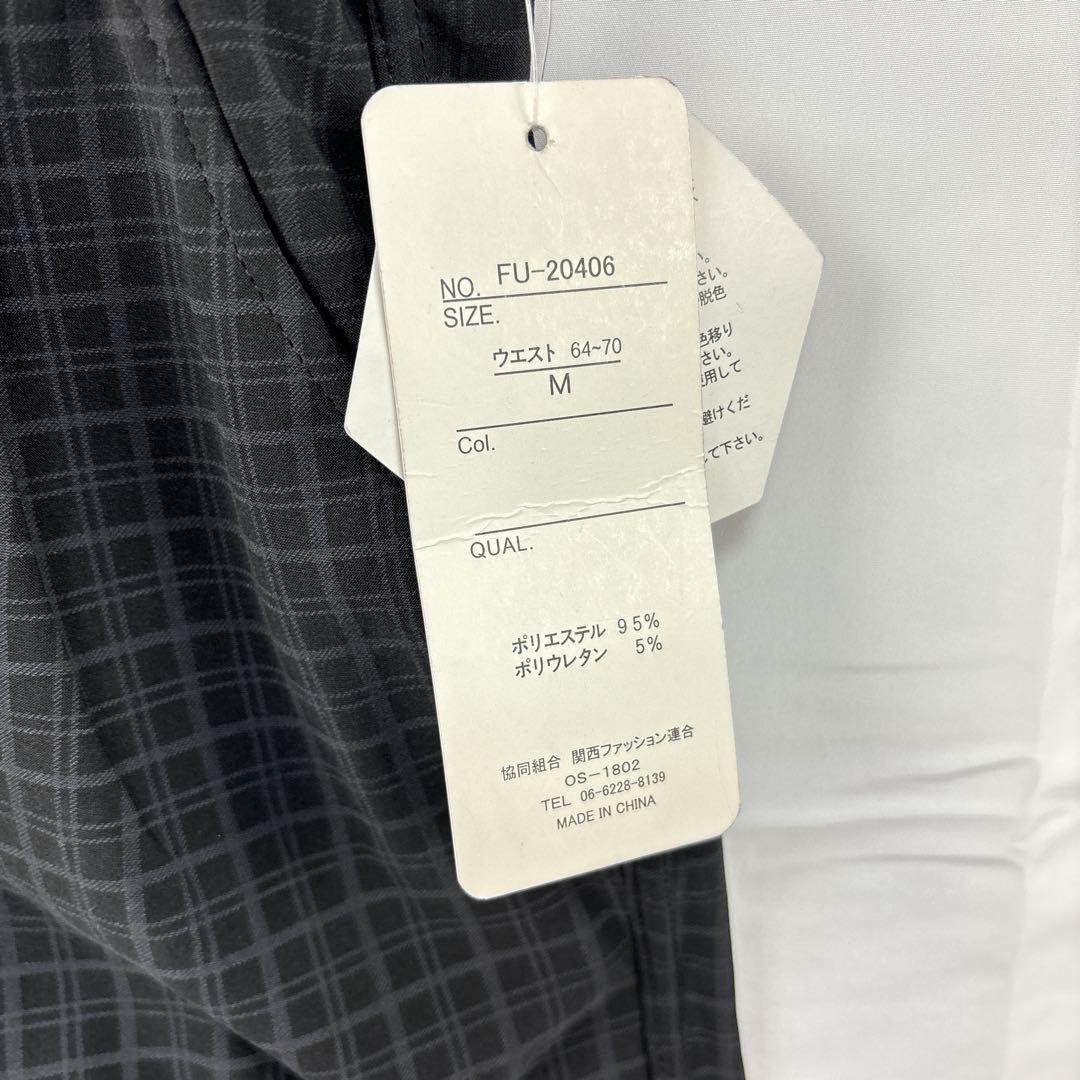 NO. FU-20406
SIZE.
ウエスト 64~70
M
Col.
QUAL.
ポリエステル 95%
ポリウレタン 5%
協同組合 関西ファッション連合
OS-1802
TEL 06-6228-8139
MADE IN CHINA
い。
さい。
脱色
色移り
さい。
使用して
避けくだ
して下さい。